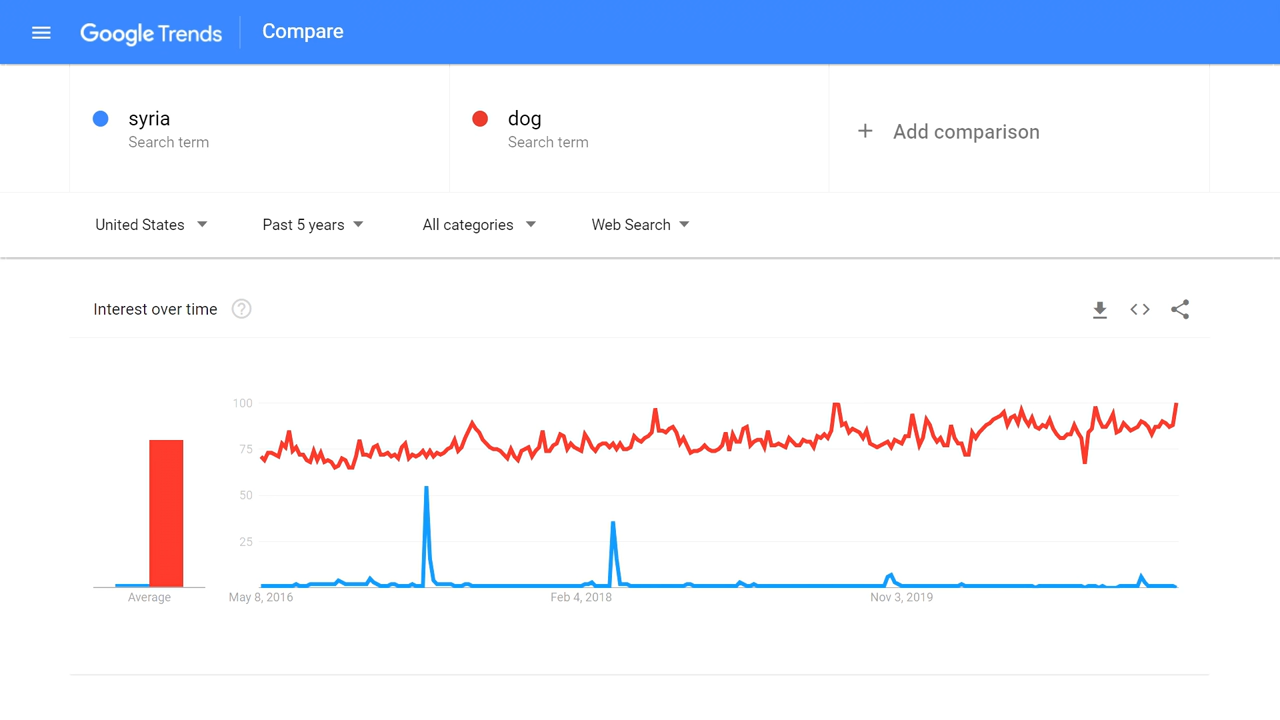 Google Trends Compare
syria
Search term
dog
Search term
+ Add comparison
United States Past 5 years All categories Web Search
Interest over time ?
100
75
50
25
Average May 8, 2016 Feb 4, 2018 Nov 3, 2019